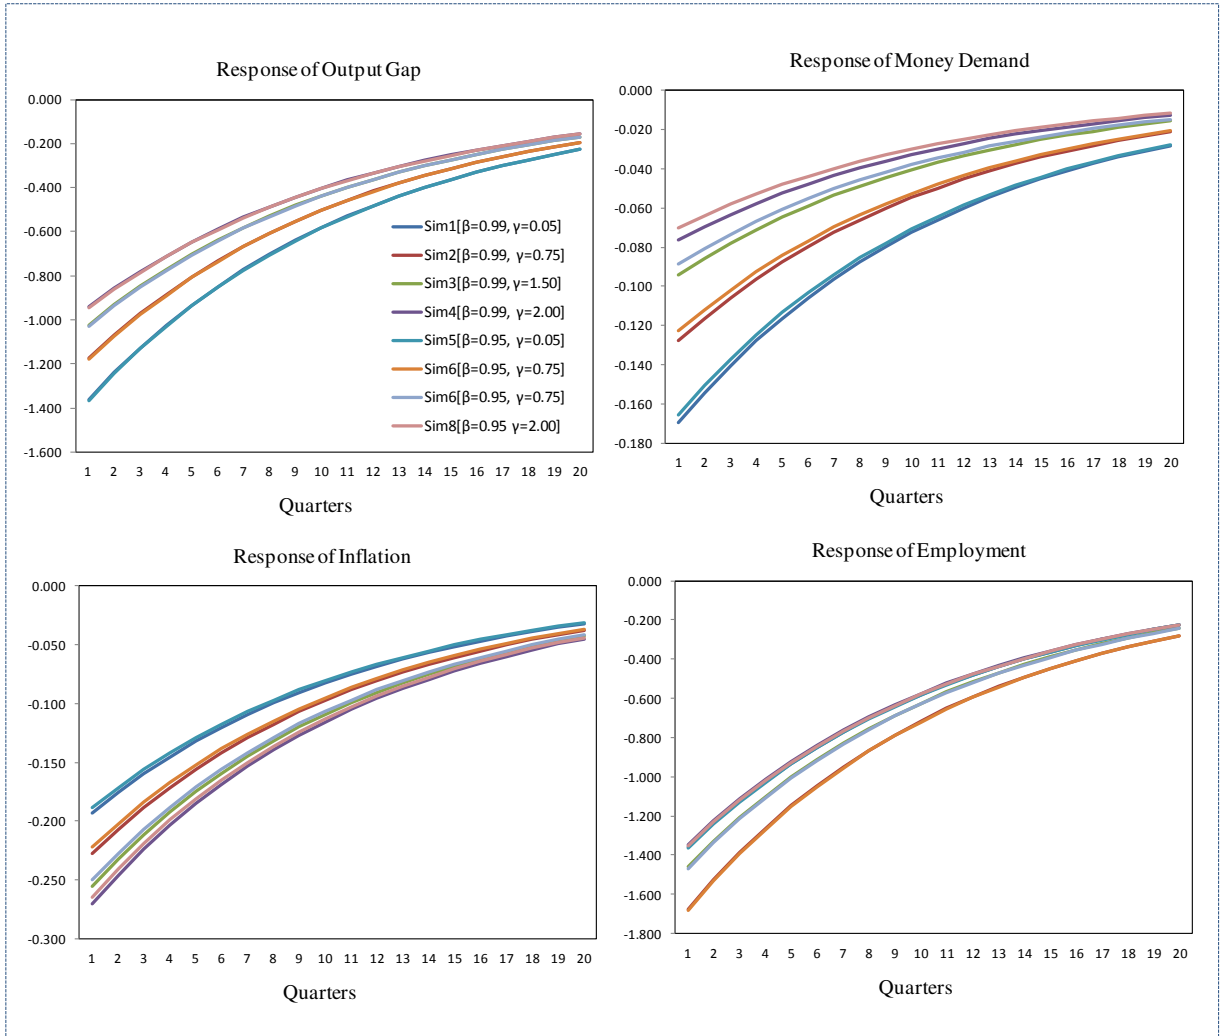 Response of Output Gap
0.000
-0.200
-0.400
-0.600
-0.800
-1.000
-1.200
-1.400
-1.600
Sim1[β=0.99, γ=0.05]
Sim2[β=0.99, γ=0.75]
Sim3[β=0.99, γ=1.50]
Sim4[β=0.99, γ=2.00]
Sim5[β=0.95, γ=0.05]
Sim6[β=0.95, γ=0.75]
Sim6[β=0.95, γ=0.75]
Sim8[β=0.95 γ=2.00]
1 2 3 4 5 6 7 8 9 10 11 12 13 14 15 16 17 18 19 20
Quarters
Response of Money Demand
0.000
-0.020
-0.040
-0.060
-0.080
-0.100
-0.120
-0.140
-0.160
-0.180
1 2 3 4 5 6 7 8 9 10 11 12 13 14 15 16 17 18 19 20
Quarters
Response of Inflation
0.000
-0.050
-0.100
-0.150
-0.200
-0.250
-0.300
1 2 3 4 5 6 7 8 9 10 11 12 13 14 15 16 17 18 19 20
Quarters
Response of Employment
0.000
-0.200
-0.400
-0.600
-0.800
-1.000
-1.200
-1.400
-1.600
-1.800
1 2 3 4 5 6 7 8 9 10 11 12 13 14 15 16 17 18 19 20
Quarters